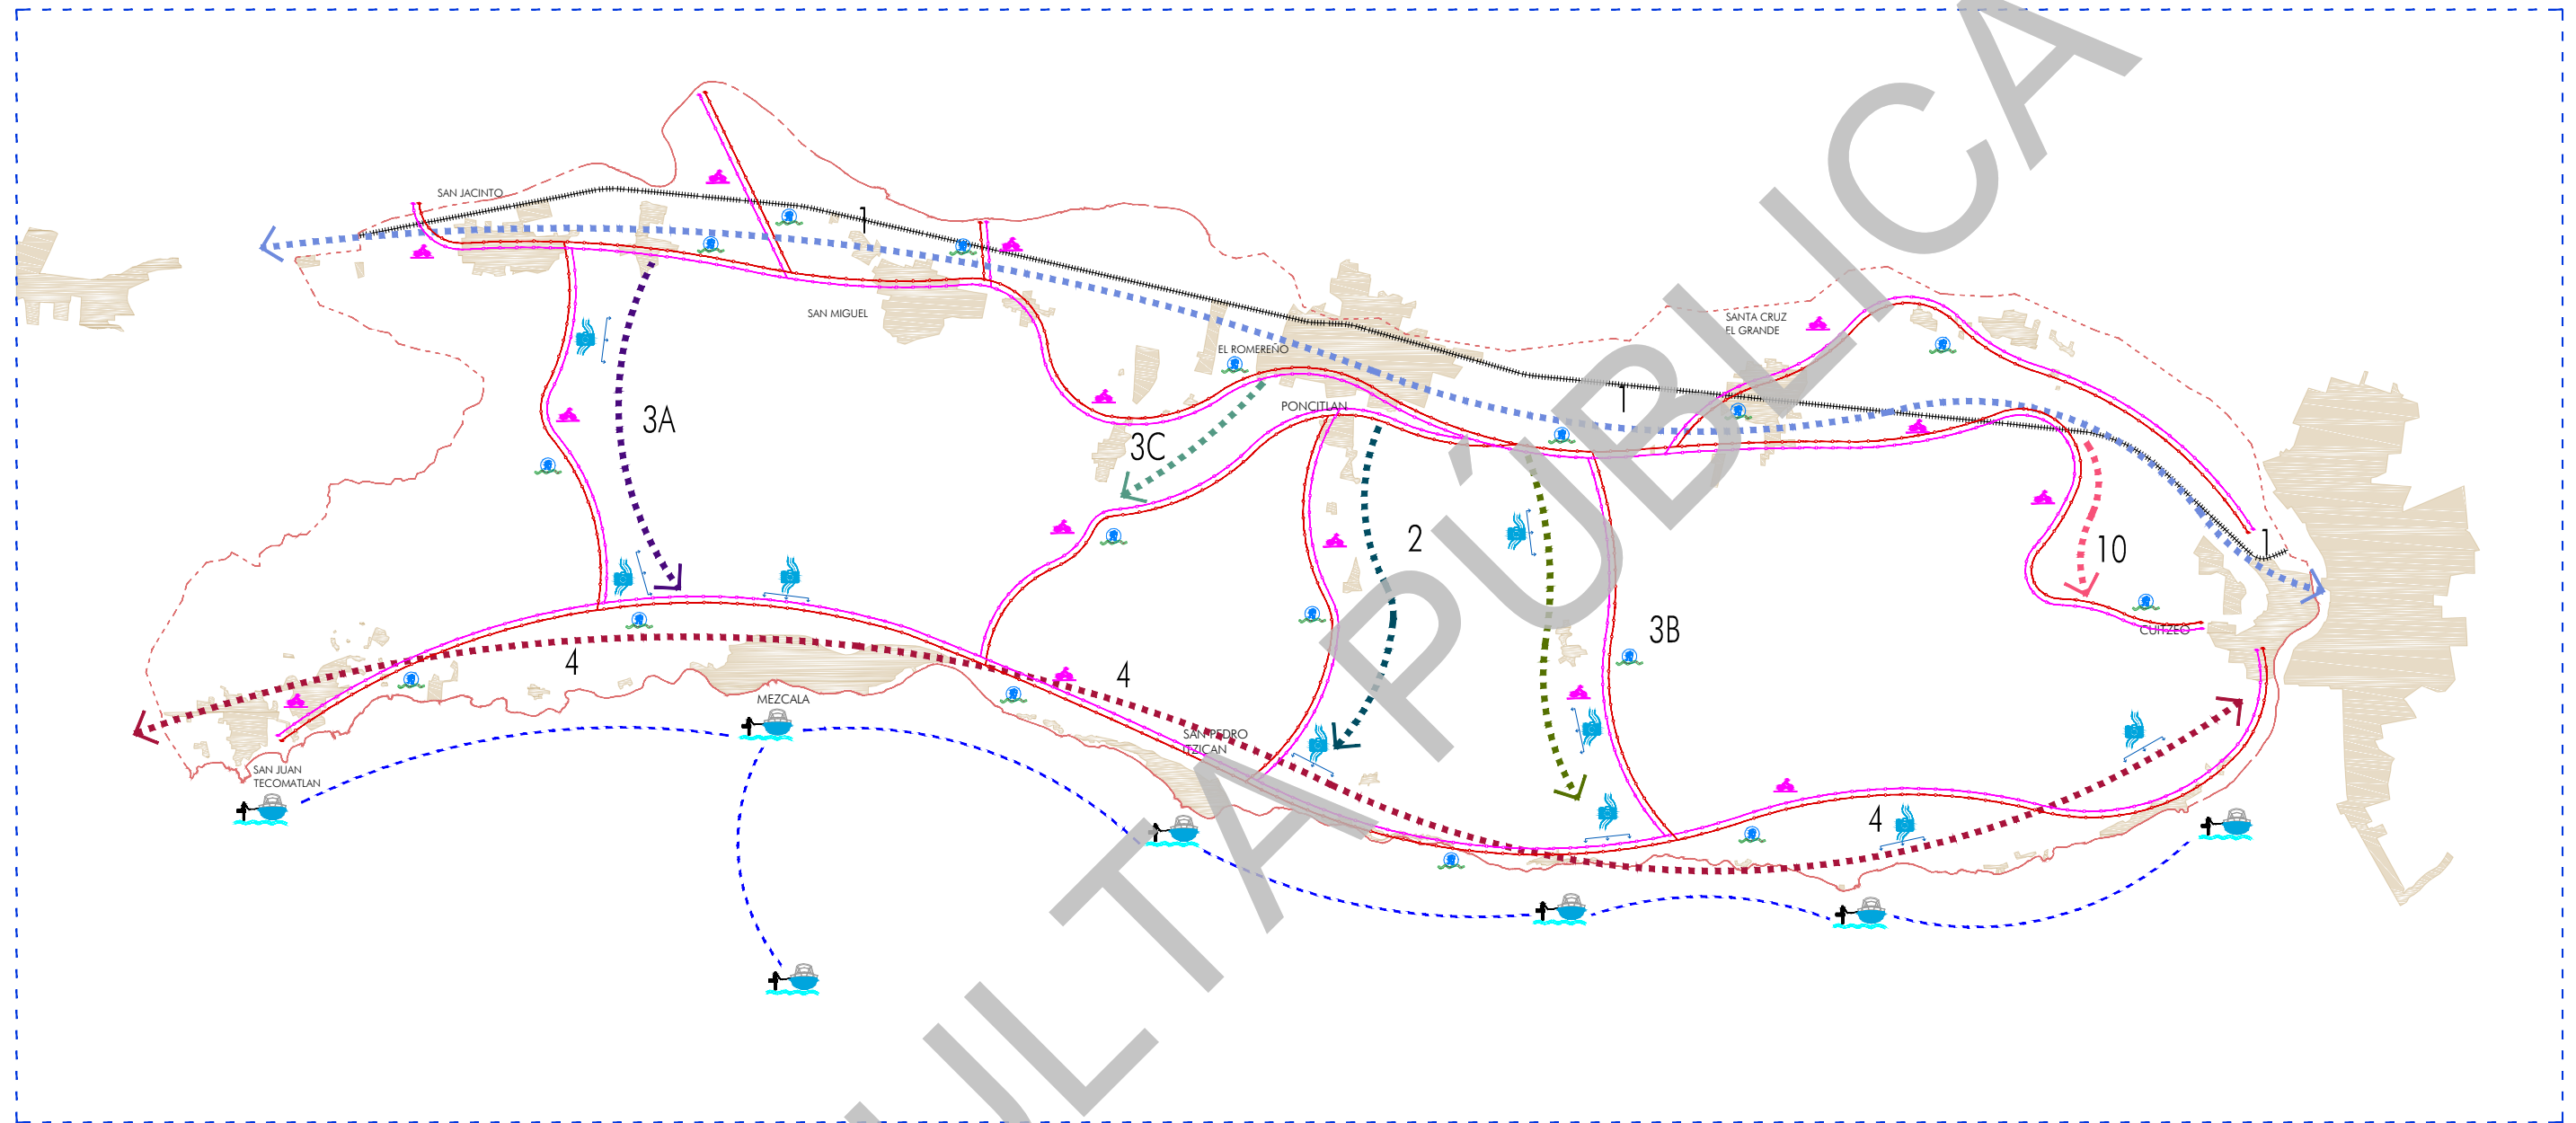 SAN JACINTO
1
SAN MIGUEL
SANTA CRUZ
EL GRANDE
EL ROMEREÑO
1
PONCITLAN
3A
3C
2
1
10
3B
CUITZEO
4
4
MEZCALA
SAN PEDRO
ITZICAN
SAN JUAN
TECOMATLAN
4
ULTA PÚBLICA